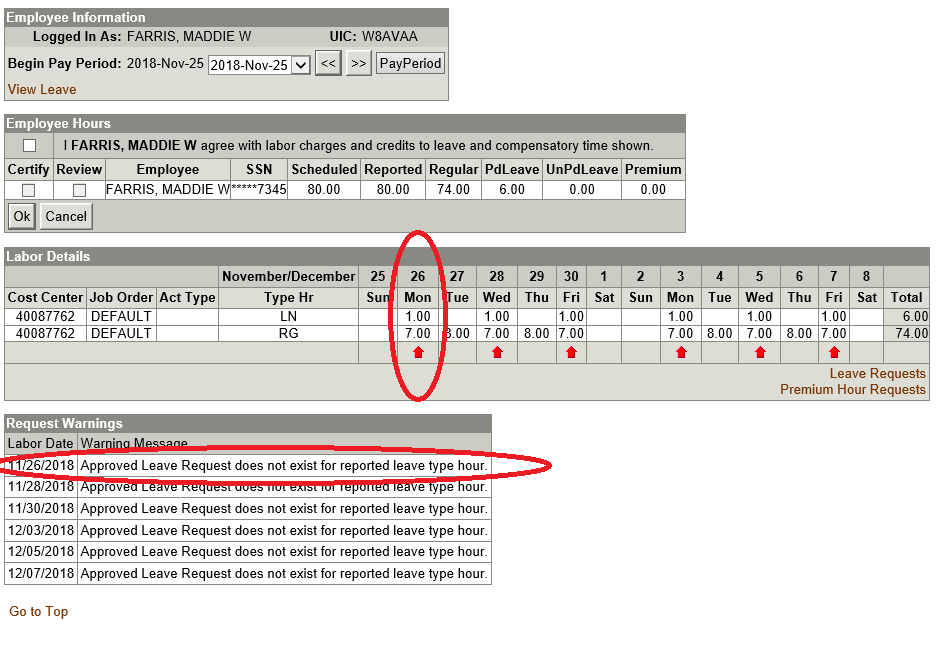 Employee Information
Logged In As: FARRIS, MADDIE W UIC: W8AVAA
Begin Pay Period: 2018-Nov-25 2018-Nov-25 << >> PayPeriod
View Leave
Employee Hours
I FARRIS, MADDIE W agree with labor charges and credits to leave and compensatory time shown.
Certify Review Employee SSN Scheduled Reported Regular PdLeave UnPdLeave Premium
FARRIS, MADDIE W *****7345 80.00 80.00 74.00 6.00 0.00 0.00
Ok Cancel
Labor Details
November/December 25 26 27 28 29 30 1 2 3 4 5 6 7 8
Cost Center Job Order Act Type Type Hr Sun Mon Tue Wed Thu Fri Sat Sun Mon Tue Wed Thu Fri Sat Total
40087762 DEFAULT LN 1.00 1.00 1.00 1.00 1.00 1.00 6.00
40087762 DEFAULT RG 7.00 8.00 7.00 8.00 7.00 7.00 8.00 7.00 8.00 7.00 74.00
Leave Requests
Premium Hour Requests
Request Warnings
Labor Date Warning Message
11/26/2018 Approved Leave Request does not exist for reported leave type hour.
11/28/2018 Approved Leave Request does not exist for reported leave type hour.
11/30/2018 Approved Leave Request does not exist for reported leave type hour.
12/03/2018 Approved Leave Request does not exist for reported leave type hour.
12/05/2018 Approved Leave Request does not exist for reported leave type hour.
12/07/2018 Approved Leave Request does not exist for reported leave type hour.
Go to Top